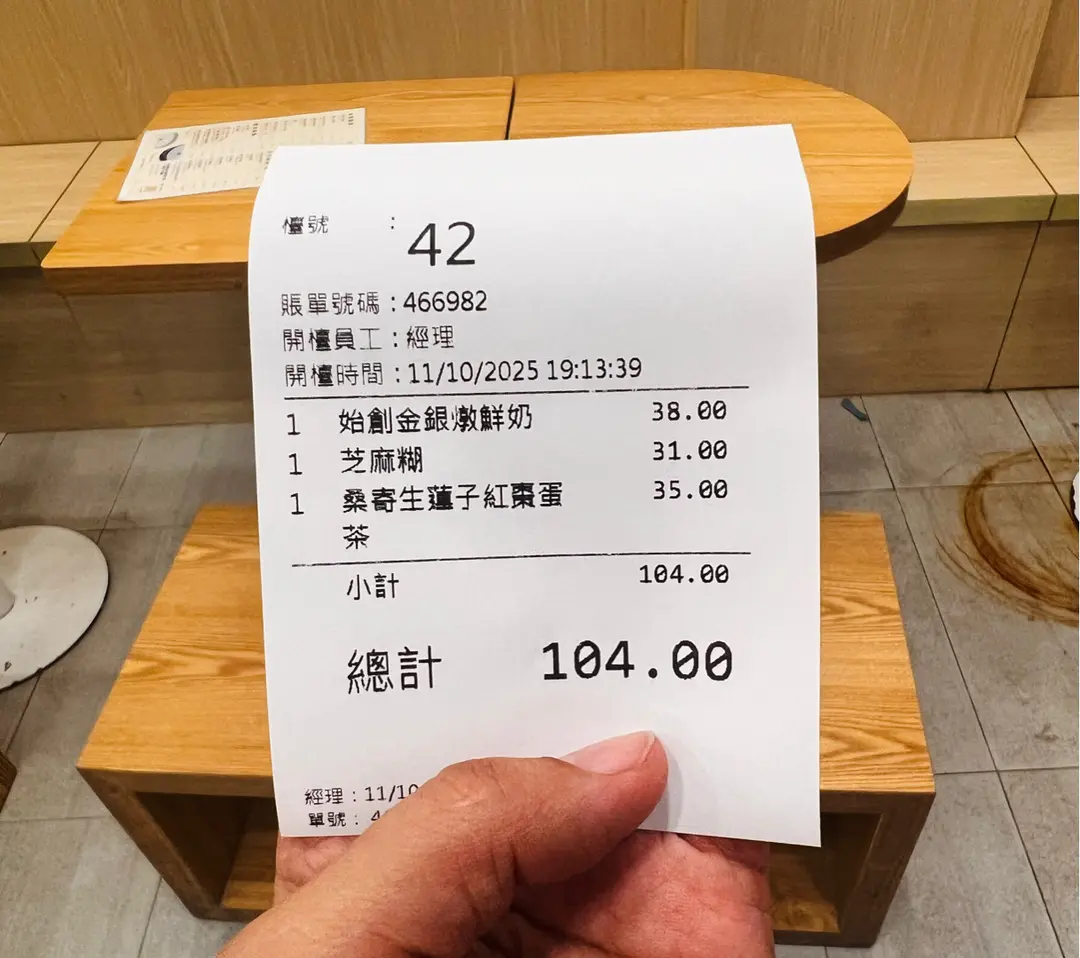 檯號 : 42
賬單號碼 : 466982
開檯員工 : 經理
開檯時間 : 11/10/2025 19:13:39
1 始創金銀燉鮮奶 38.00
1 芝麻糊 31.00
1 桑寄生蓮子紅棗蛋 35.00
茶
小計 104.00
總計 104.00
經理 : 11/10
單號 :